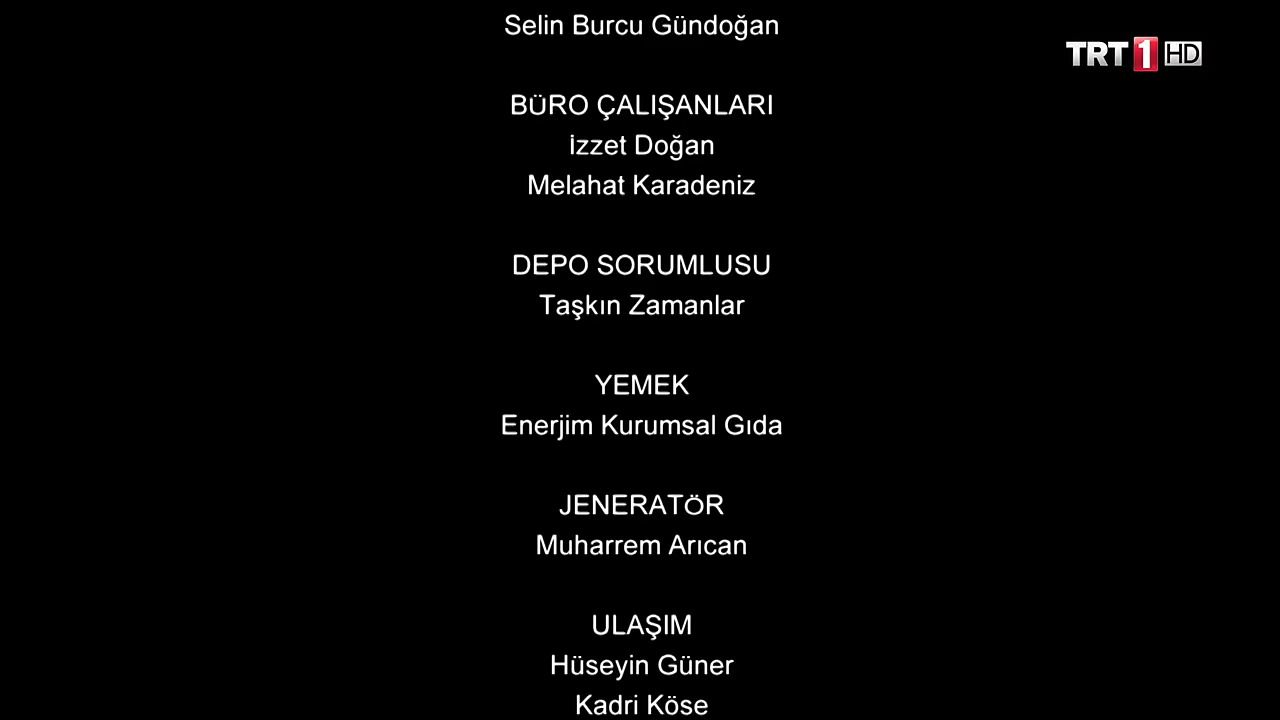 Selin Burcu Gündoğan
TRT 1 HD
BÜRO ÇALIŞANLARI
İzzet Doğan
Melahat Karadeniz
DEPO SORUMLUSU
Taşkın Zamanlar
YEMEK
Enerjim Kurumsal Gıda
JENERATÖR
Muharrem Arıcan
ULAŞIM
Hüseyin Güner
Kadri Köse